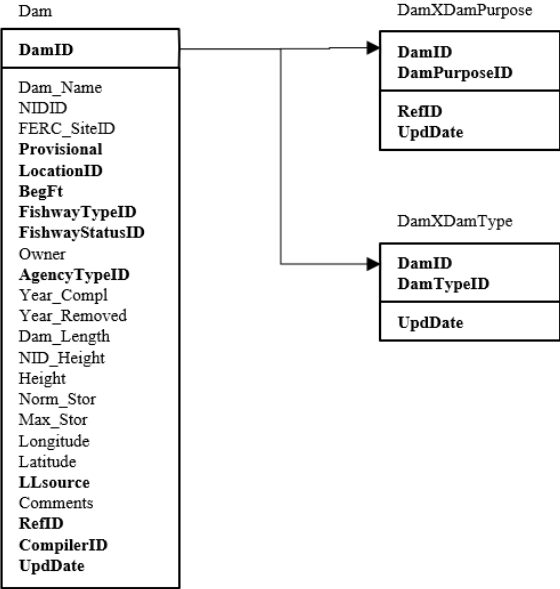 Dam
DamID
Dam_Name
NIDID
FERC_SiteID
Provisional
LocationID
BegFt
FishwayTypeID
FishwayStatusID
Owner
AgencyTypeID
Year_Compl
Year_Removed
Dam_Length
NID_Height
Height
Norm_Stor
Max_Stor
Longitude
Latitude
LLsource
Comments
RefID
CompilerID
UpdDate
DamXDamPurpose
DamID
DamPurposeID
RefID
UpdDate
DamXDamType
DamID
DamTypeID
UpdDate